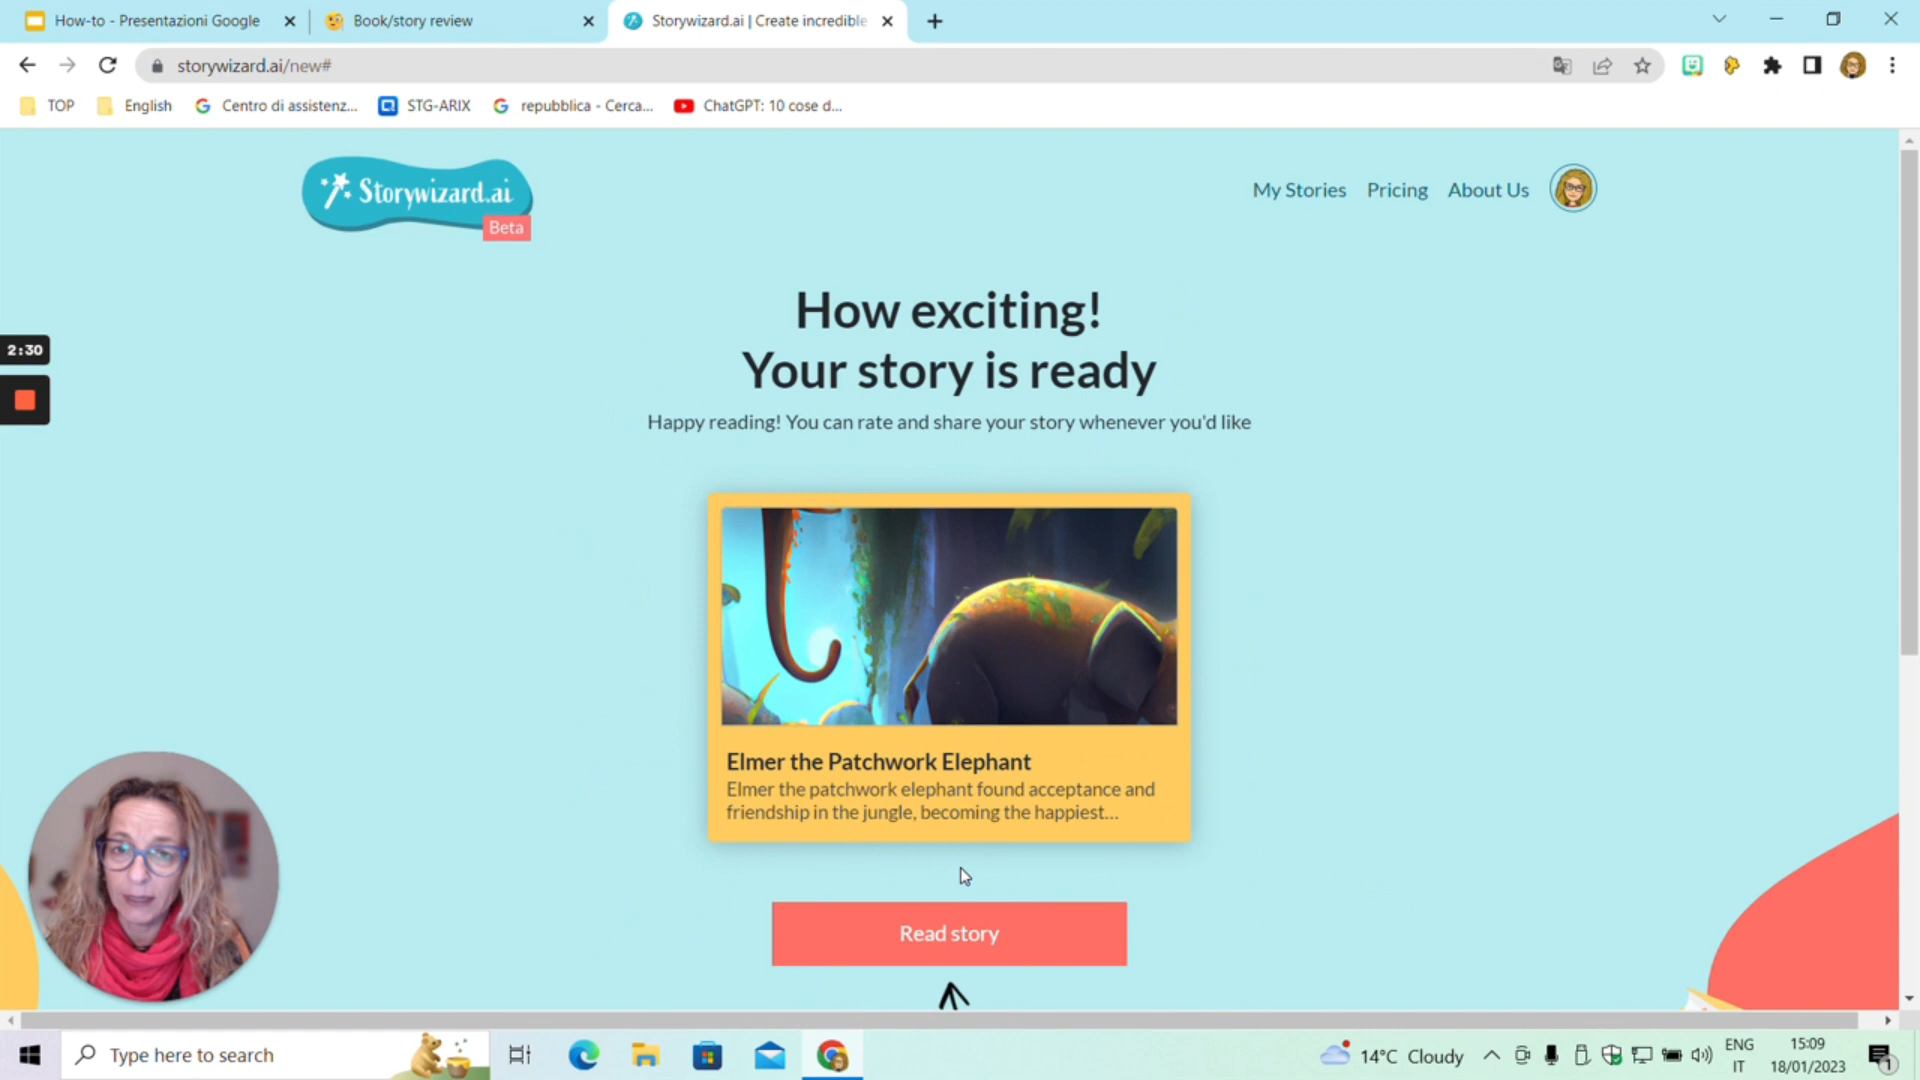 How-to - Presentazioni Google
Book/story review
Storywizard.ai | Create incredible
storywizard.ai/new#
TOP
English
Centro di assistenz...
STG-ARIX
repubblica - Cerca...
ChatGPT: 10 cose d...
Storywizard.ai
Beta
My Stories
Pricing
About Us
How exciting!
Your story is ready
Happy reading! You can rate and share your story whenever you'd like
2:30
Elmer the Patchwork Elephant
Elmer the patchwork elephant found acceptance and
friendship in the jungle, becoming the happiest...
Read story
Type here to search
14°C Cloudy
ENG
IT
15:09
18/01/2023
1